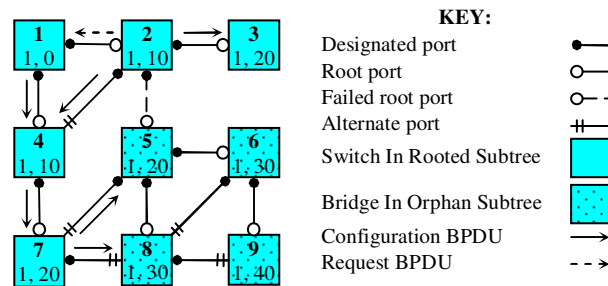 KEY:
1
1, 0
2
1, 10
3
1, 20
Designated port
Root port
Failed root port
4
1, 10
5
1, 20
6
1, 30
Alternate port
Switch In Rooted Subtree
Bridge In Orphan Subtree
7
1, 20
8
1, 30
9
1, 40
Configuration BPDU
Request BPDU